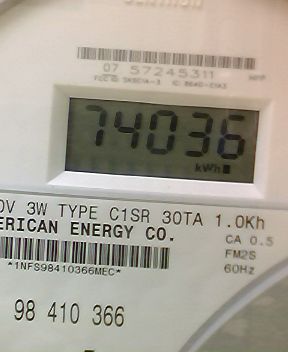 07 57245311
74036
kWh
3W TYPE C1SR 30TA 1.0Kh
ERICAN ENERGY CO.
CA 0.5
FM2S
60Hz
*1NFS98410366MEC*
98 410 366